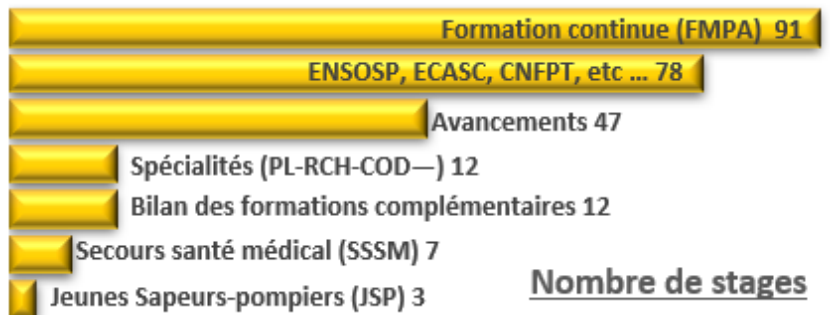 Formation continue (FMPA) 91
ENSOSP, ECASC, CNFPT, etc ... 78
Avancements 47
Spécialités (PL-RCH-COD—) 12
Bilan des formations complémentaires 12
Secours santé médical (SSSM) 7
Jeunes Sapeurs-pompiers (JSP) 3
Nombre de stages